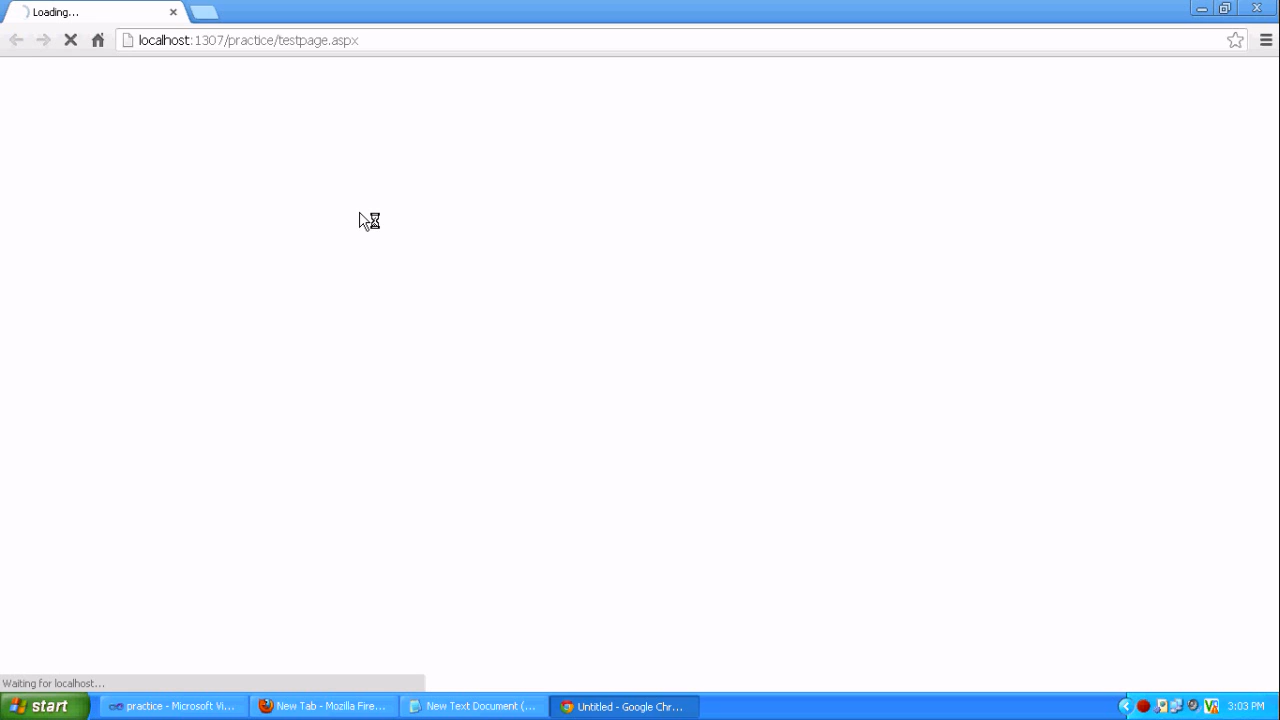 Loading...
localhost:1307/practice/testpage.aspx
Waiting for localhost...
start
practice - Microsoft Vi...
New Tab - Mozilla Fire...
New Text Document (...
Untitled - Google Chr...
3:03 PM